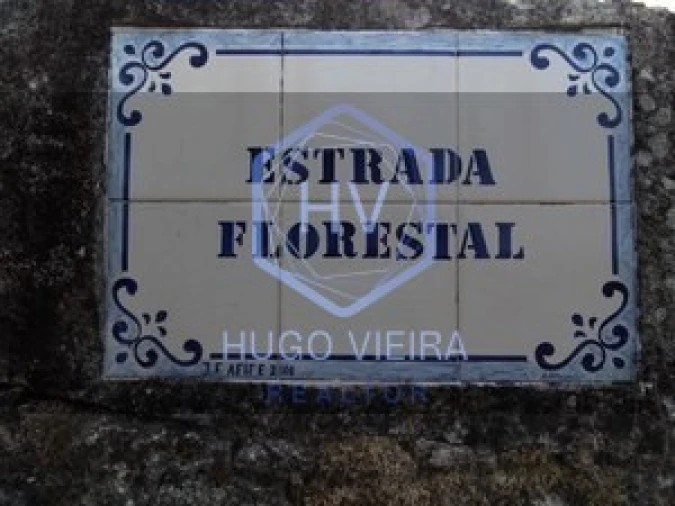 ESTRADA
HV
FLORESTAL
HUGO VIEIRA
REALTOR